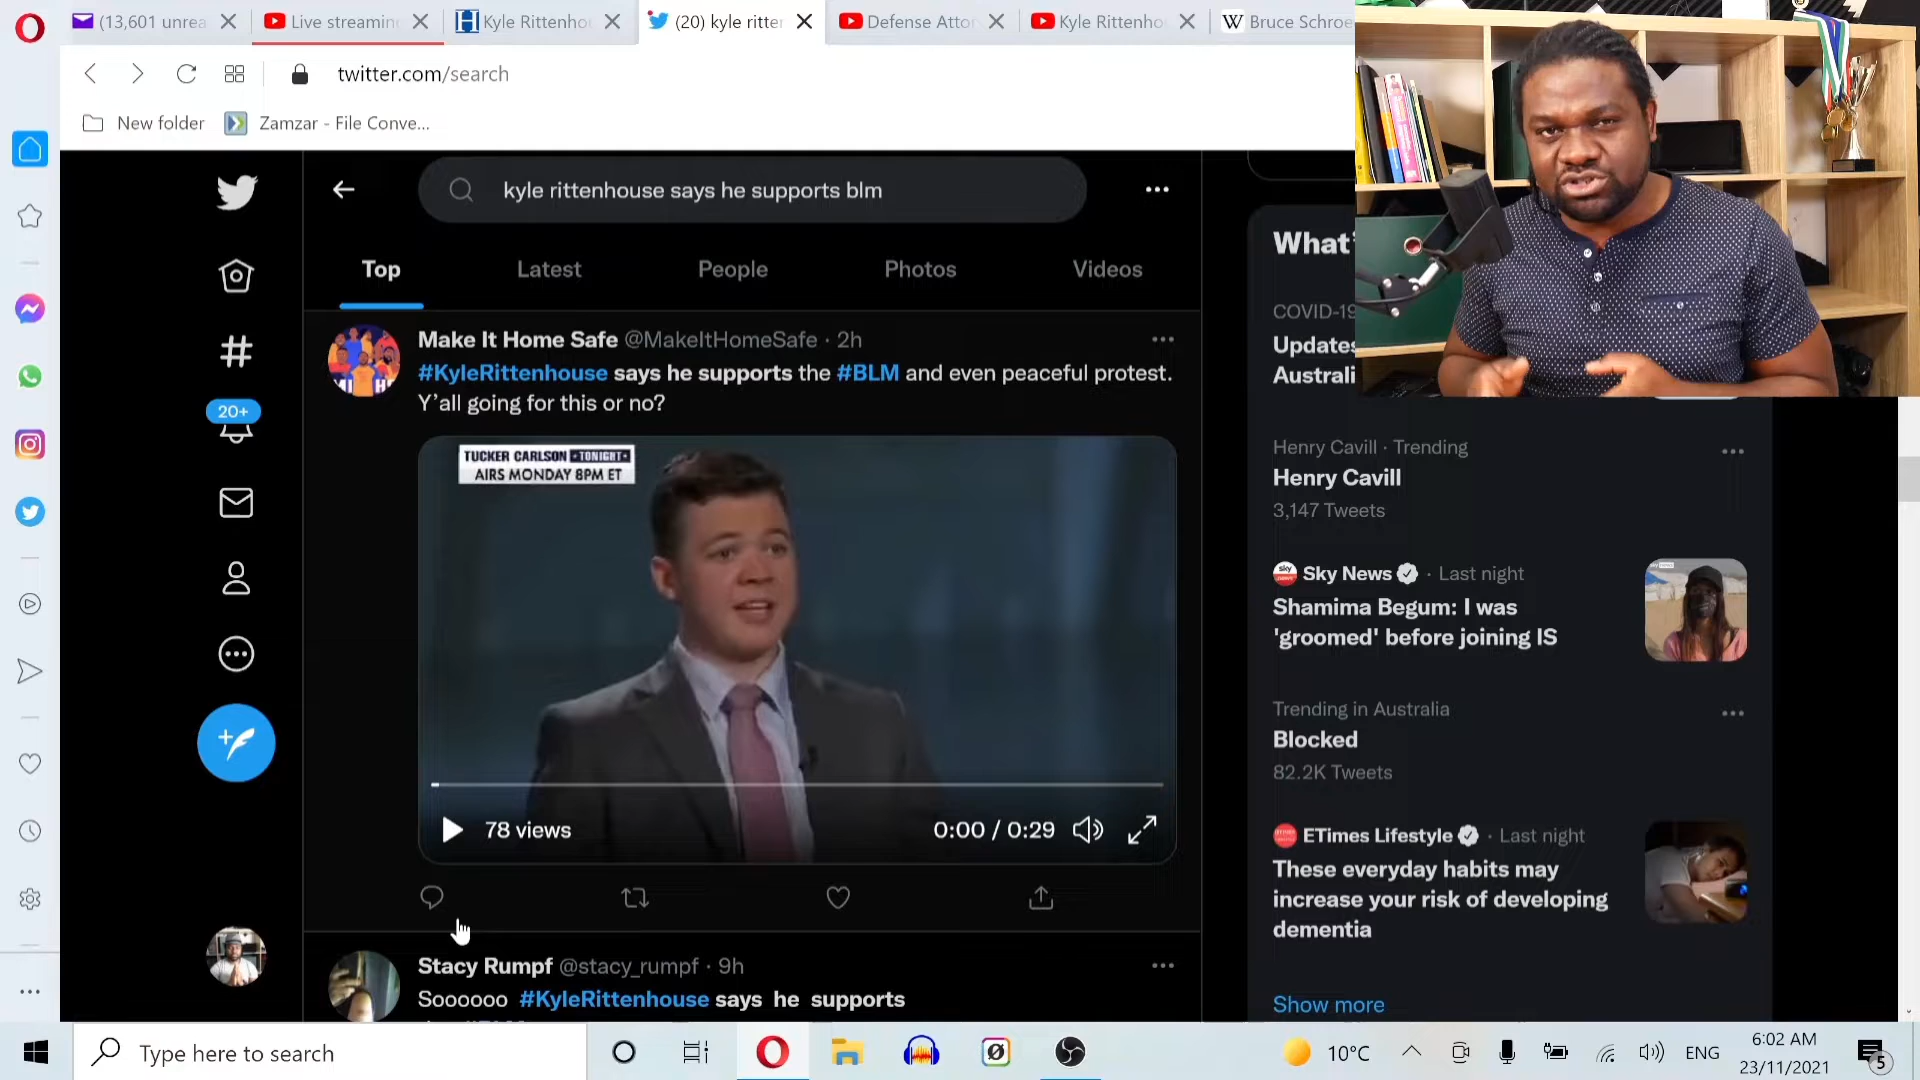 (13,601 unrea
Live streaming
Kyle Rittenho
(20) kyle ritter
Defense Attor
Kyle Rittenho
Bruce Schroe
twitter.com/search
New folder
Zamzar - File Conve...
kyle rittenhouse says he supports blm
Top
Latest
People
Photos
Videos
What'
Make It Home Safe @MakeItHomeSafe · 2h
#KyleRittenhouse says he supports the #BLM and even peaceful protest.
Y'all going for this or no?
TUCKER CARLSON TONIGHT
AIRS MONDAY 8PM ET
78 views
0:00 / 0:29
Stacy Rumpf @stacy_rumpf · 9h
Soooooo #KyleRittenhouse says he supports
20+
COVID-19
Updates
Australi
Henry Cavill · Trending
Henry Cavill
3,147 Tweets
Sky News · Last night
Shamima Begum: I was
'groomed' before joining IS
Trending in Australia
Blocked
82.2K Tweets
ETimes Lifestyle · Last night
These everyday habits may
increase your risk of developing
dementia
Show more
Type here to search
10°C
ENG
6:02 AM
23/11/2021
5